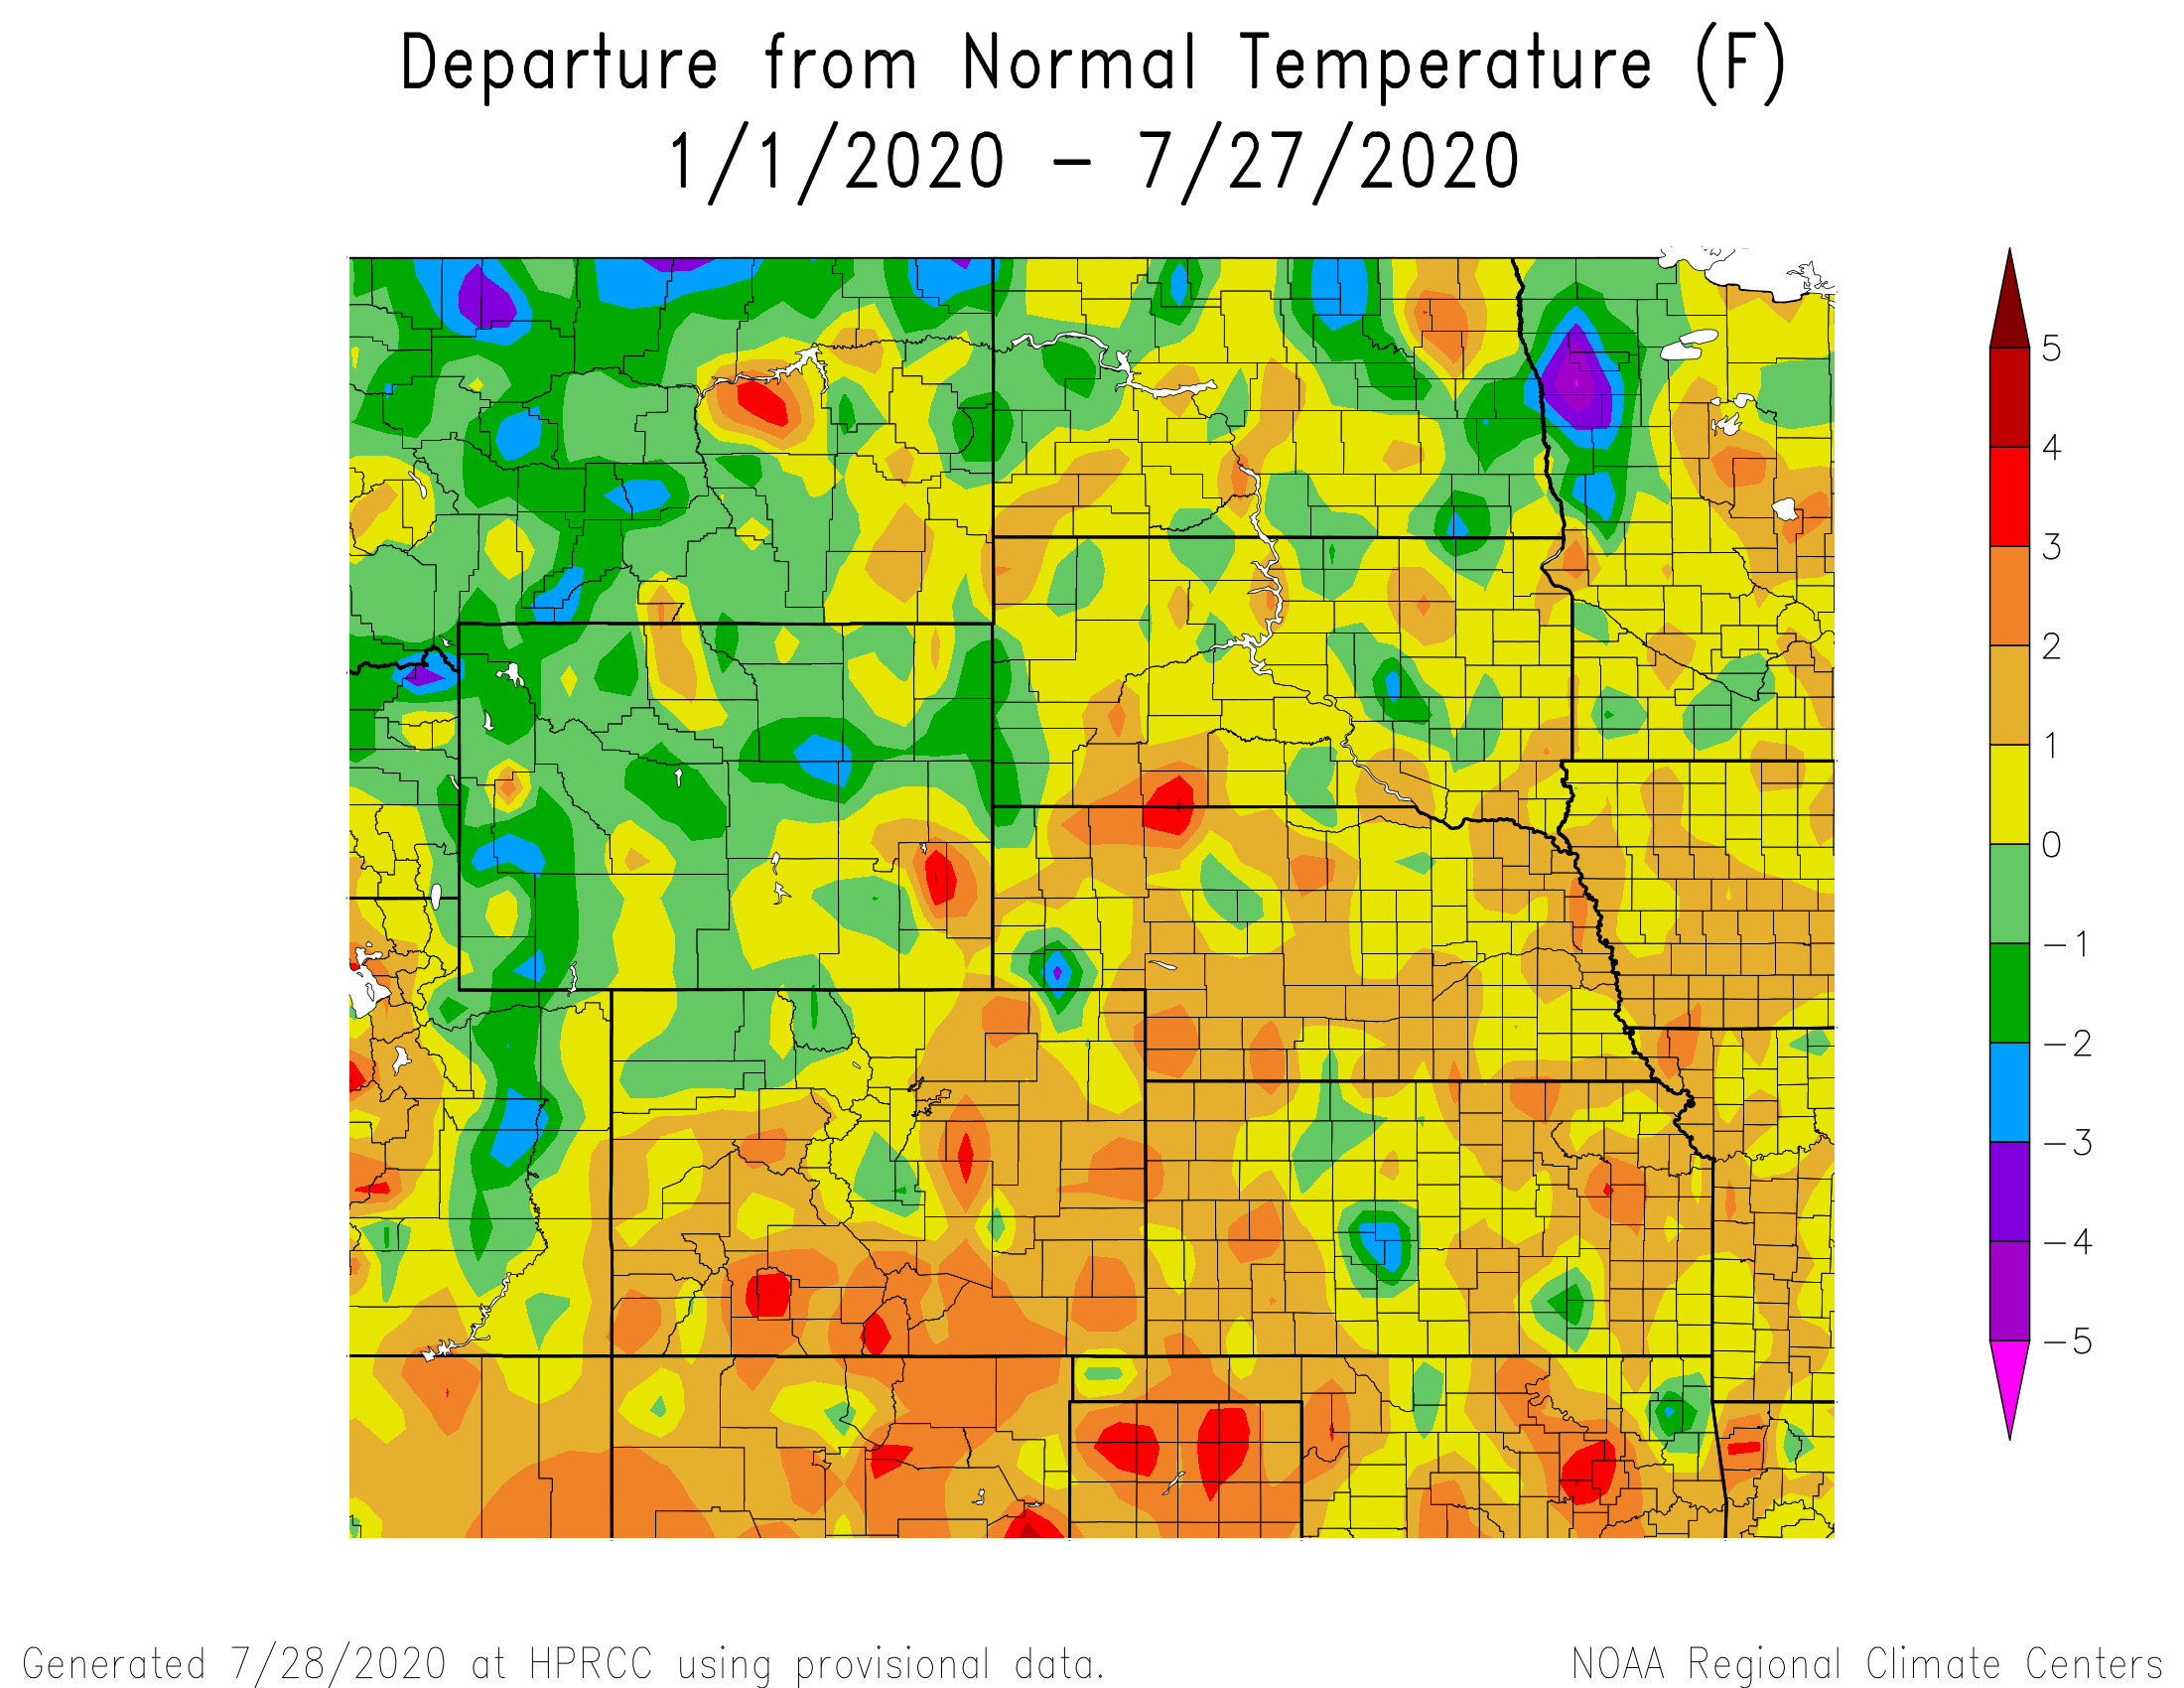 Departure from Normal Temperature (F)
1/1/2020 – 7/27/2020
5
4
3
2
1
0
−1
−2
−3
−4
−5
Generated 7/28/2020 at HPRCC using provisional data.
NOAA Regional Climate Centers